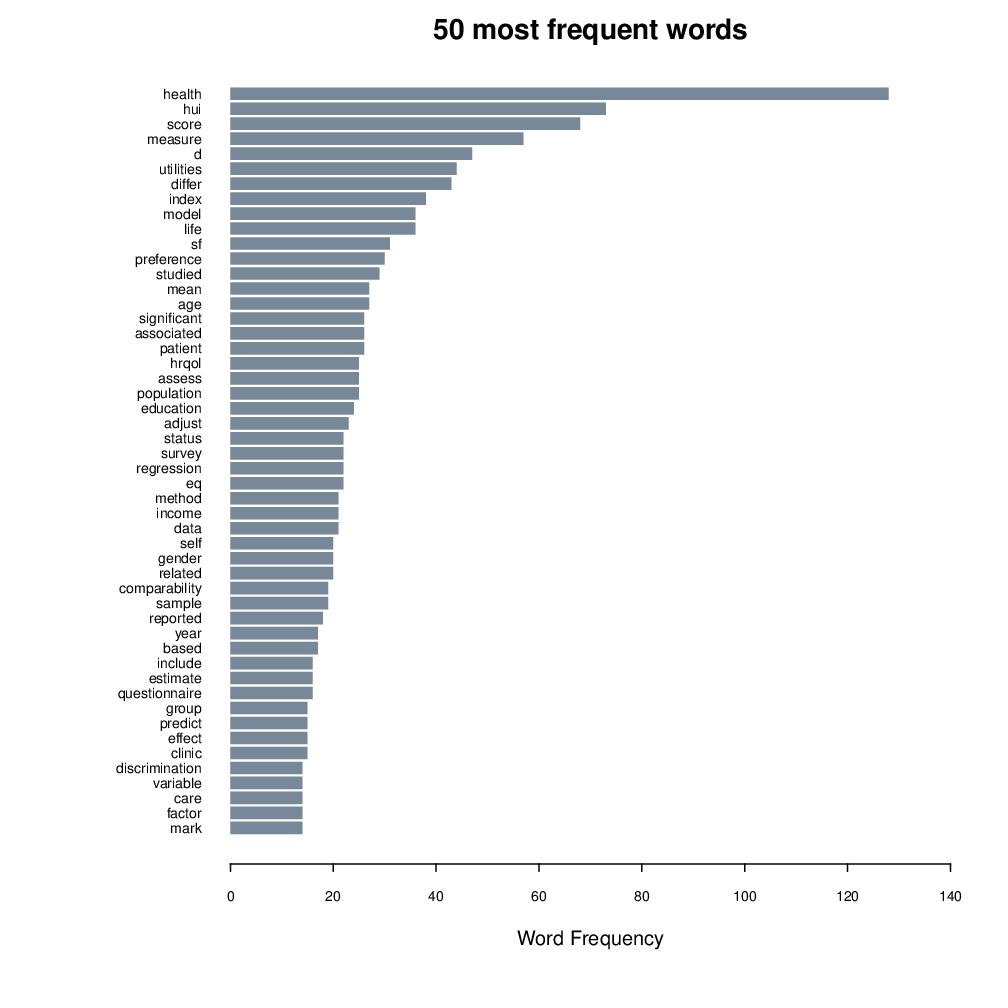 50 most frequent words
health
hui
score
measure
d
utilities
differ
index
model
life
sf
preference
studied
mean
age
significant
associated
patient
hrqol
assess
population
education
adjust
status
survey
regression
eq
method
income
data
self
gender
related
comparability
sample
reported
year
based
include
estimate
questionnaire
group
predict
effect
clinic
discrimination
variable
care
factor
mark
0 20 40 60 80 100 120 140
Word Frequency